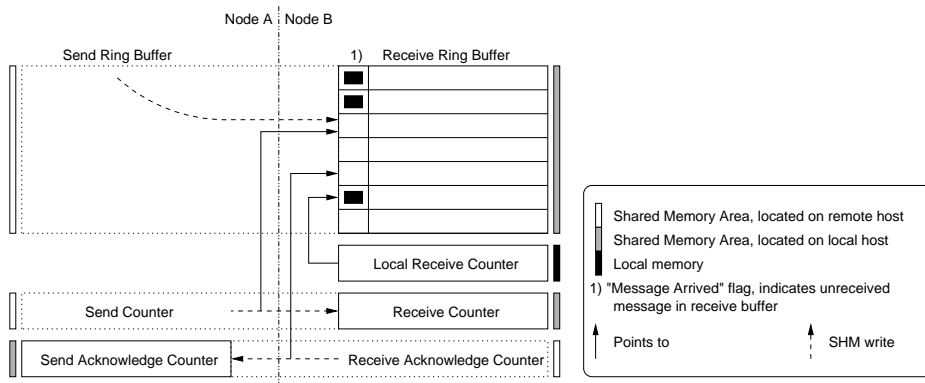 Node A Node B
Send Ring Buffer
1) Receive Ring Buffer
Local Receive Counter
Send Counter
Receive Counter
Send Acknowledge Counter
Receive Acknowledge Counter
Shared Memory Area, located on remote host
Shared Memory Area, located on local host
Local memory
1) "Message Arrived" flag, indicates unreceived
message in receive buffer
Points to
SHM write